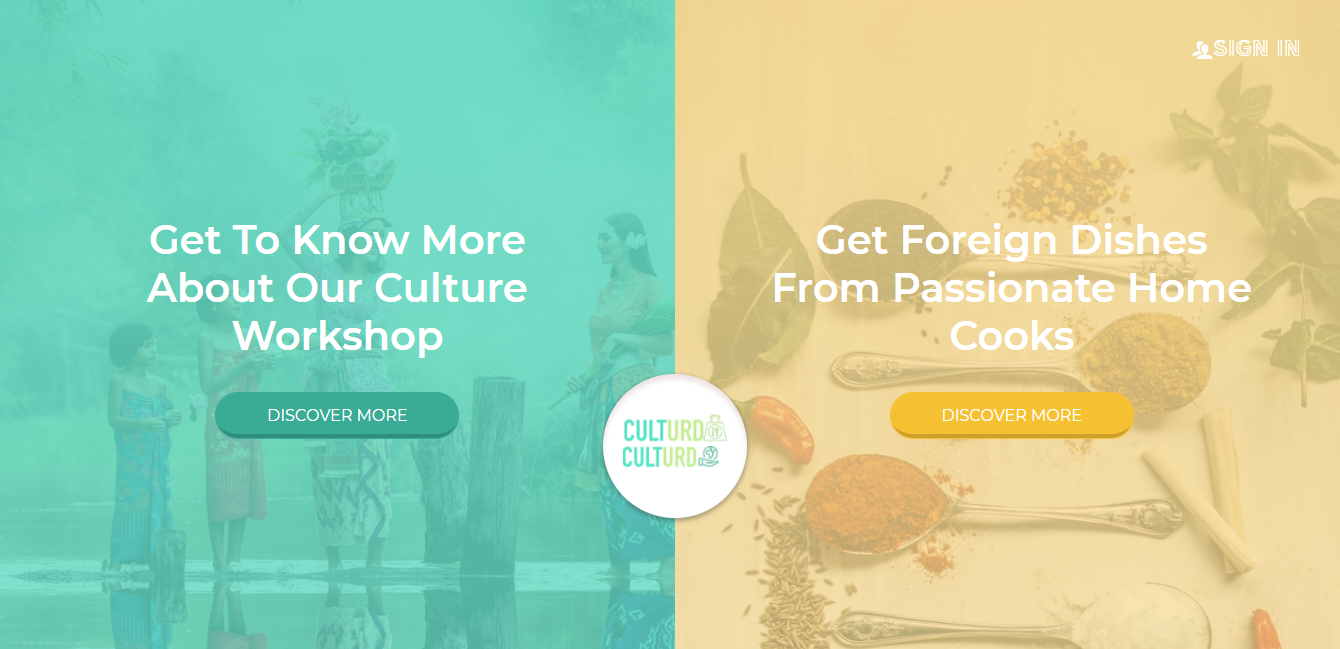 SIGN IN
Get To Know More
About Our Culture
Workshop
DISCOVER MORE
Get Foreign Dishes
From Passionate Home
Cooks
DISCOVER MORE
CULTURD
CULTURD